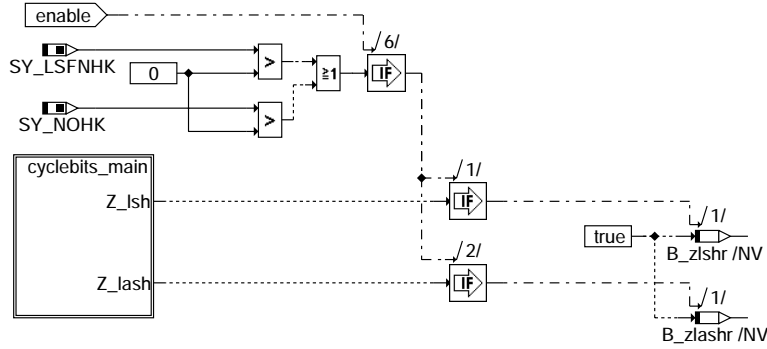 enable
/6/
SY_LSFNHK
>
0
≧1
IF
SY_NOHK
>
cyclebits_main
/1/
Z_lsh
IF
/1/
true
B_zlshr /NV
/2/
Z_lash
IF
/1/
B_zlashr /NV